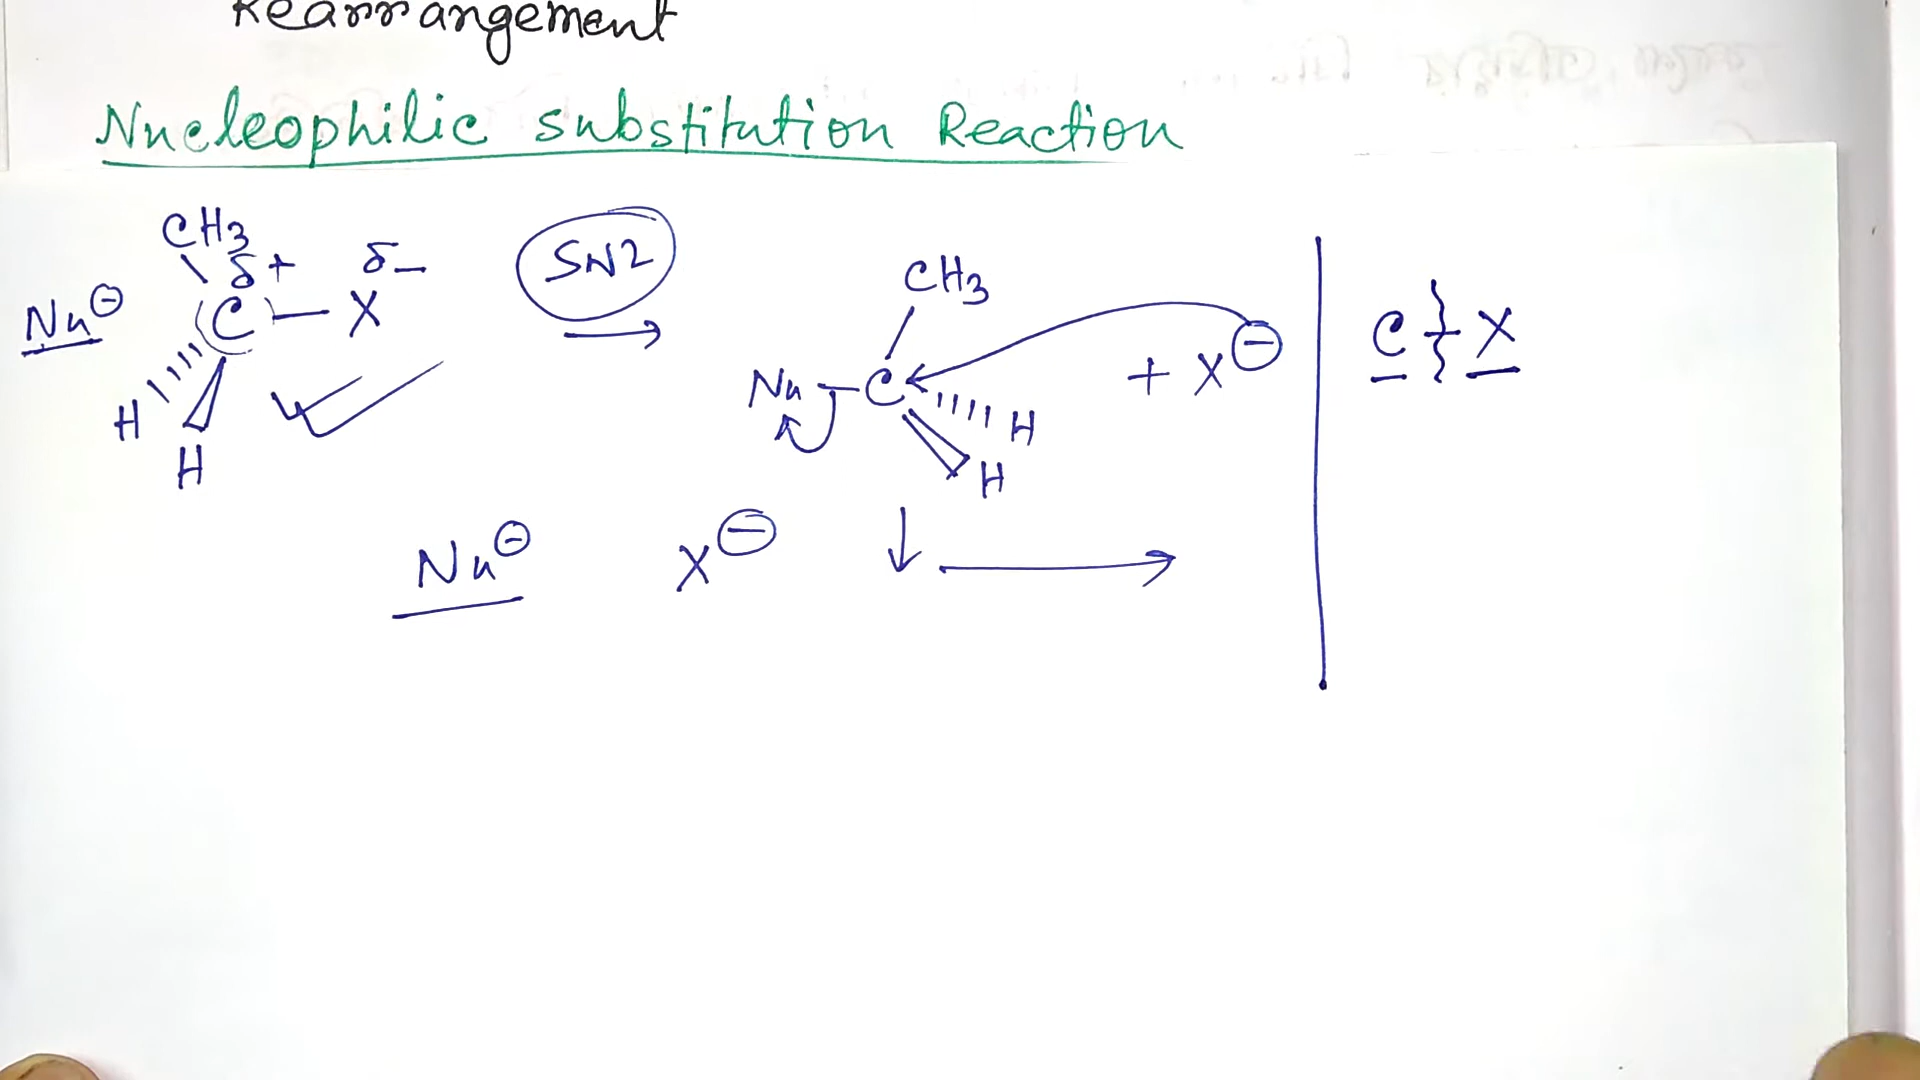 Rearrangement
Nucleophilic substitution Reaction
CH3
δ+ δ-
Nu⊖ C-X
H
H
SN2
→
CH3
Nu-C
H
H
+ X⊖
C}X
Nu⊖ X⊖ ↓ →